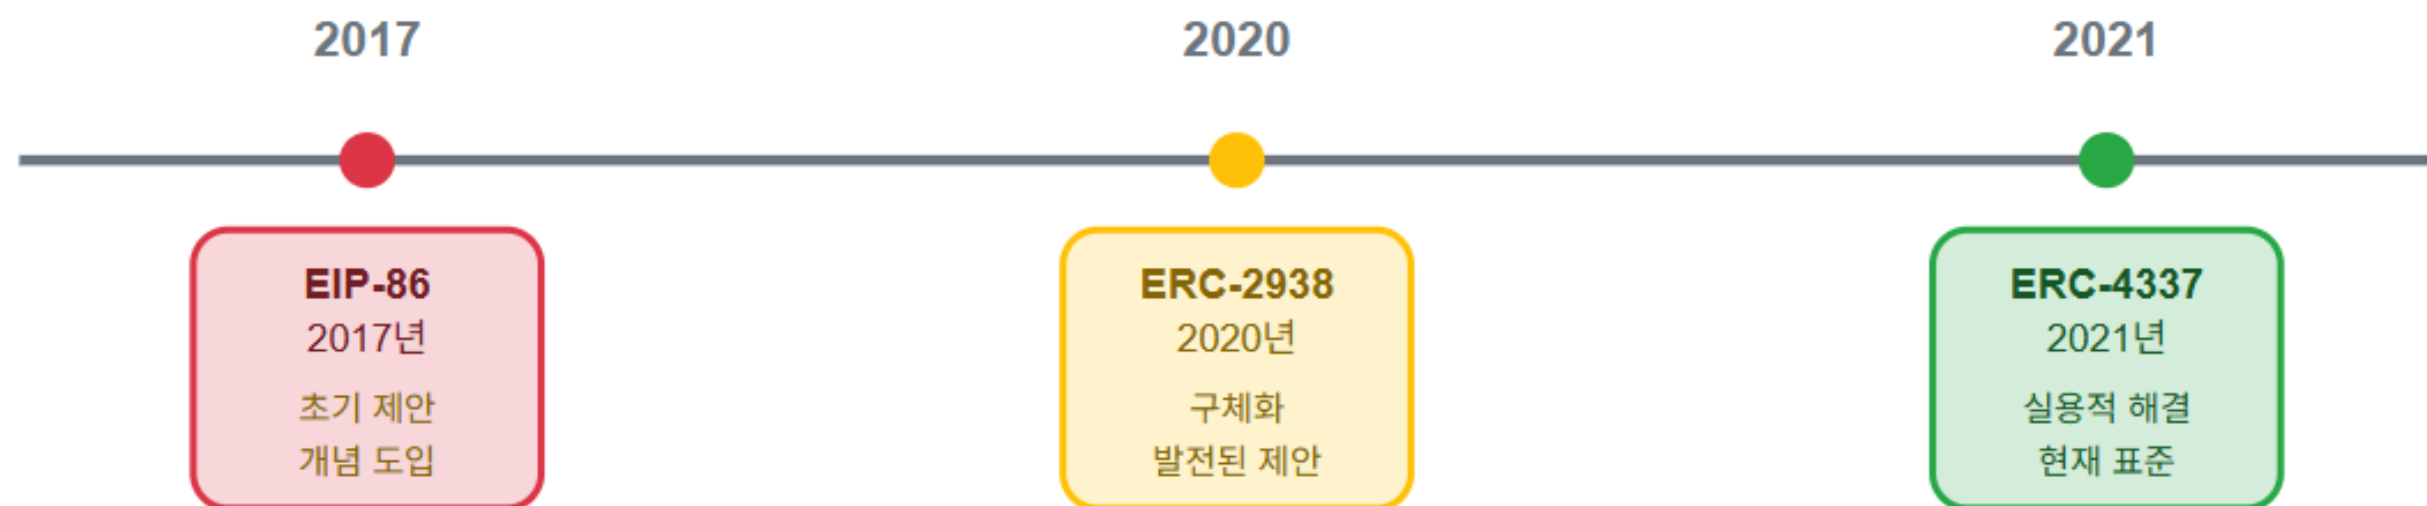 2017
2020
2021
EIP-86
2017년
초기 제안
개념 도입
ERC-2938
2020년
구체화
발전된 제안
ERC-4337
2021년
실용적 해결
현재 표준